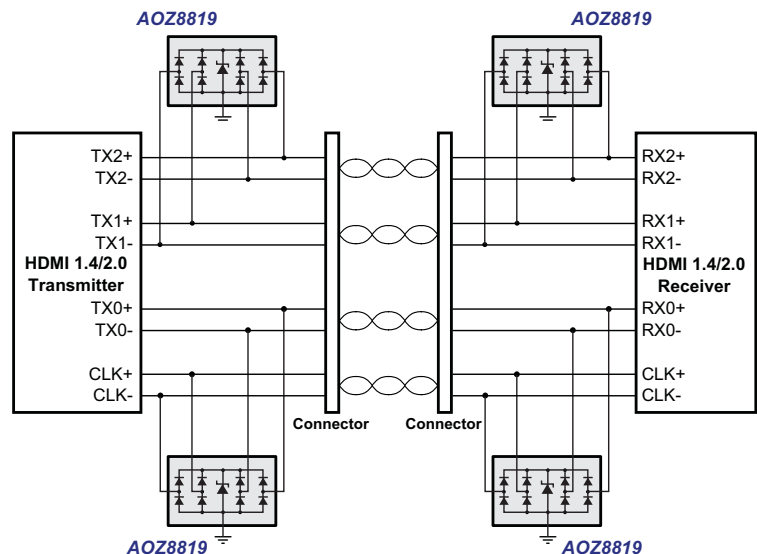 AOZ8819
AOZ8819
TX2+
TX2-
TX1+
TX1-
HDMI 1.4/2.0
Transmitter
TX0+
TX0-
CLK+
CLK-
Connector
Connector
RX2+
RX2-
RX1+
RX1-
HDMI 1.4/2.0
Receiver
RX0+
RX0-
CLK+
CLK-
AOZ8819
AOZ8819